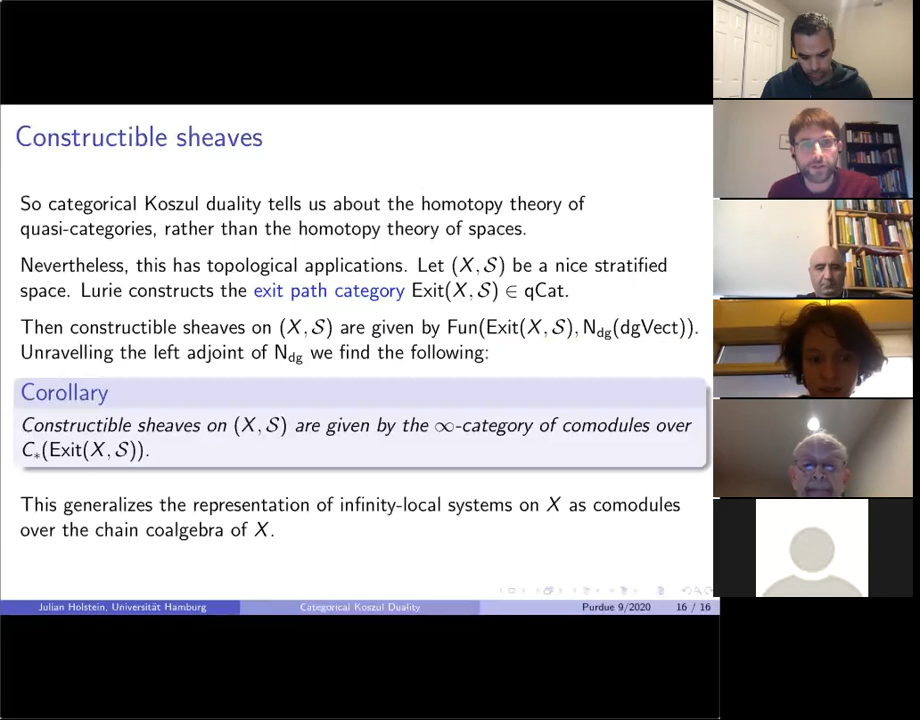 Constructible sheaves
So categorical Koszul duality tells us about the homotopy theory of
quasi-categories, rather than the homotopy theory of spaces.
Nevertheless, this has topological applications. Let (X, S) be a nice stratified
space. Lurie constructs the exit path category Exit(X, S) ∈ qCat.
Then constructible sheaves on (X, S) are given by Fun(Exit(X, S), N_dg(dgVect)).
Unravelling the left adjoint of N_dg we find the following:
Corollary
Constructible sheaves on (X, S) are given by the ∞-category of comodules over
C_*(Exit(X, S)).
This generalizes the representation of infinity-local systems on X as comodules
over the chain coalgebra of X.
Julian Holstein, Universität Hamburg Categorical Koszul Duality Purdue 9/2020 16 / 16